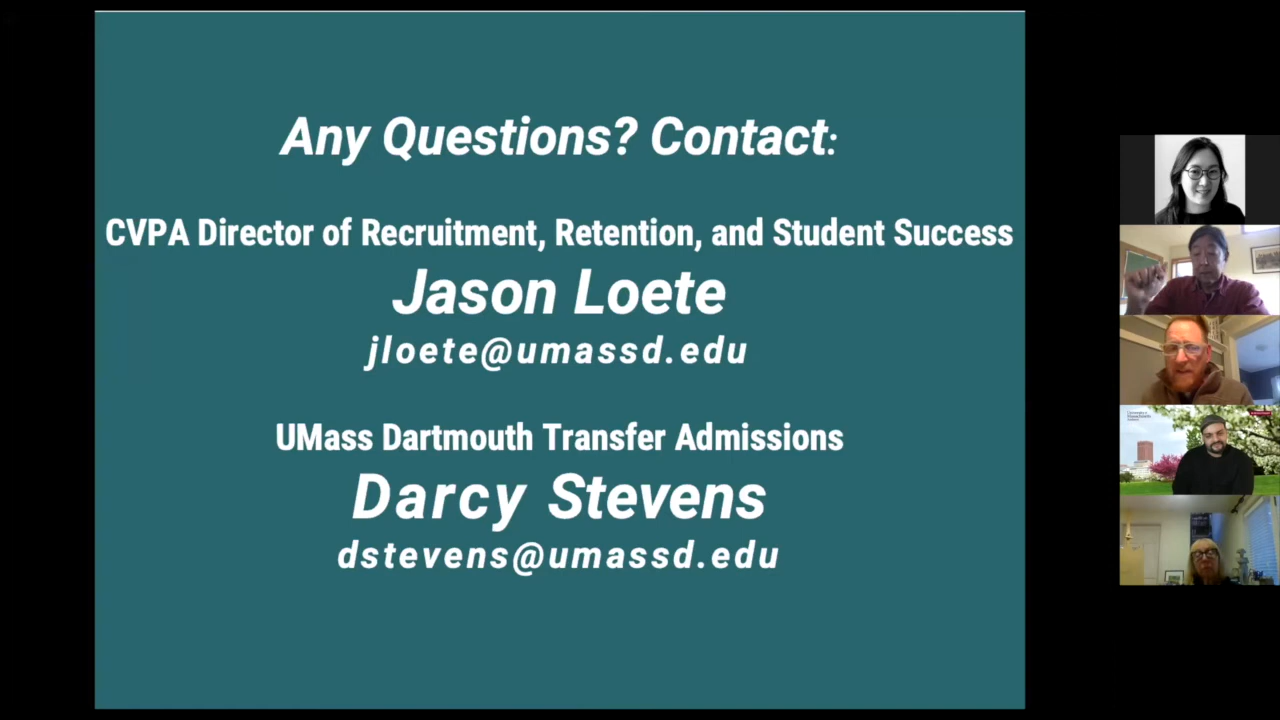 Any Questions? Contact:
CVPA Director of Recruitment, Retention, and Student Success
Jason Loete
jloete@umassd.edu
UMass Dartmouth Transfer Admissions
Darcy Stevens
dstevens@umassd.edu